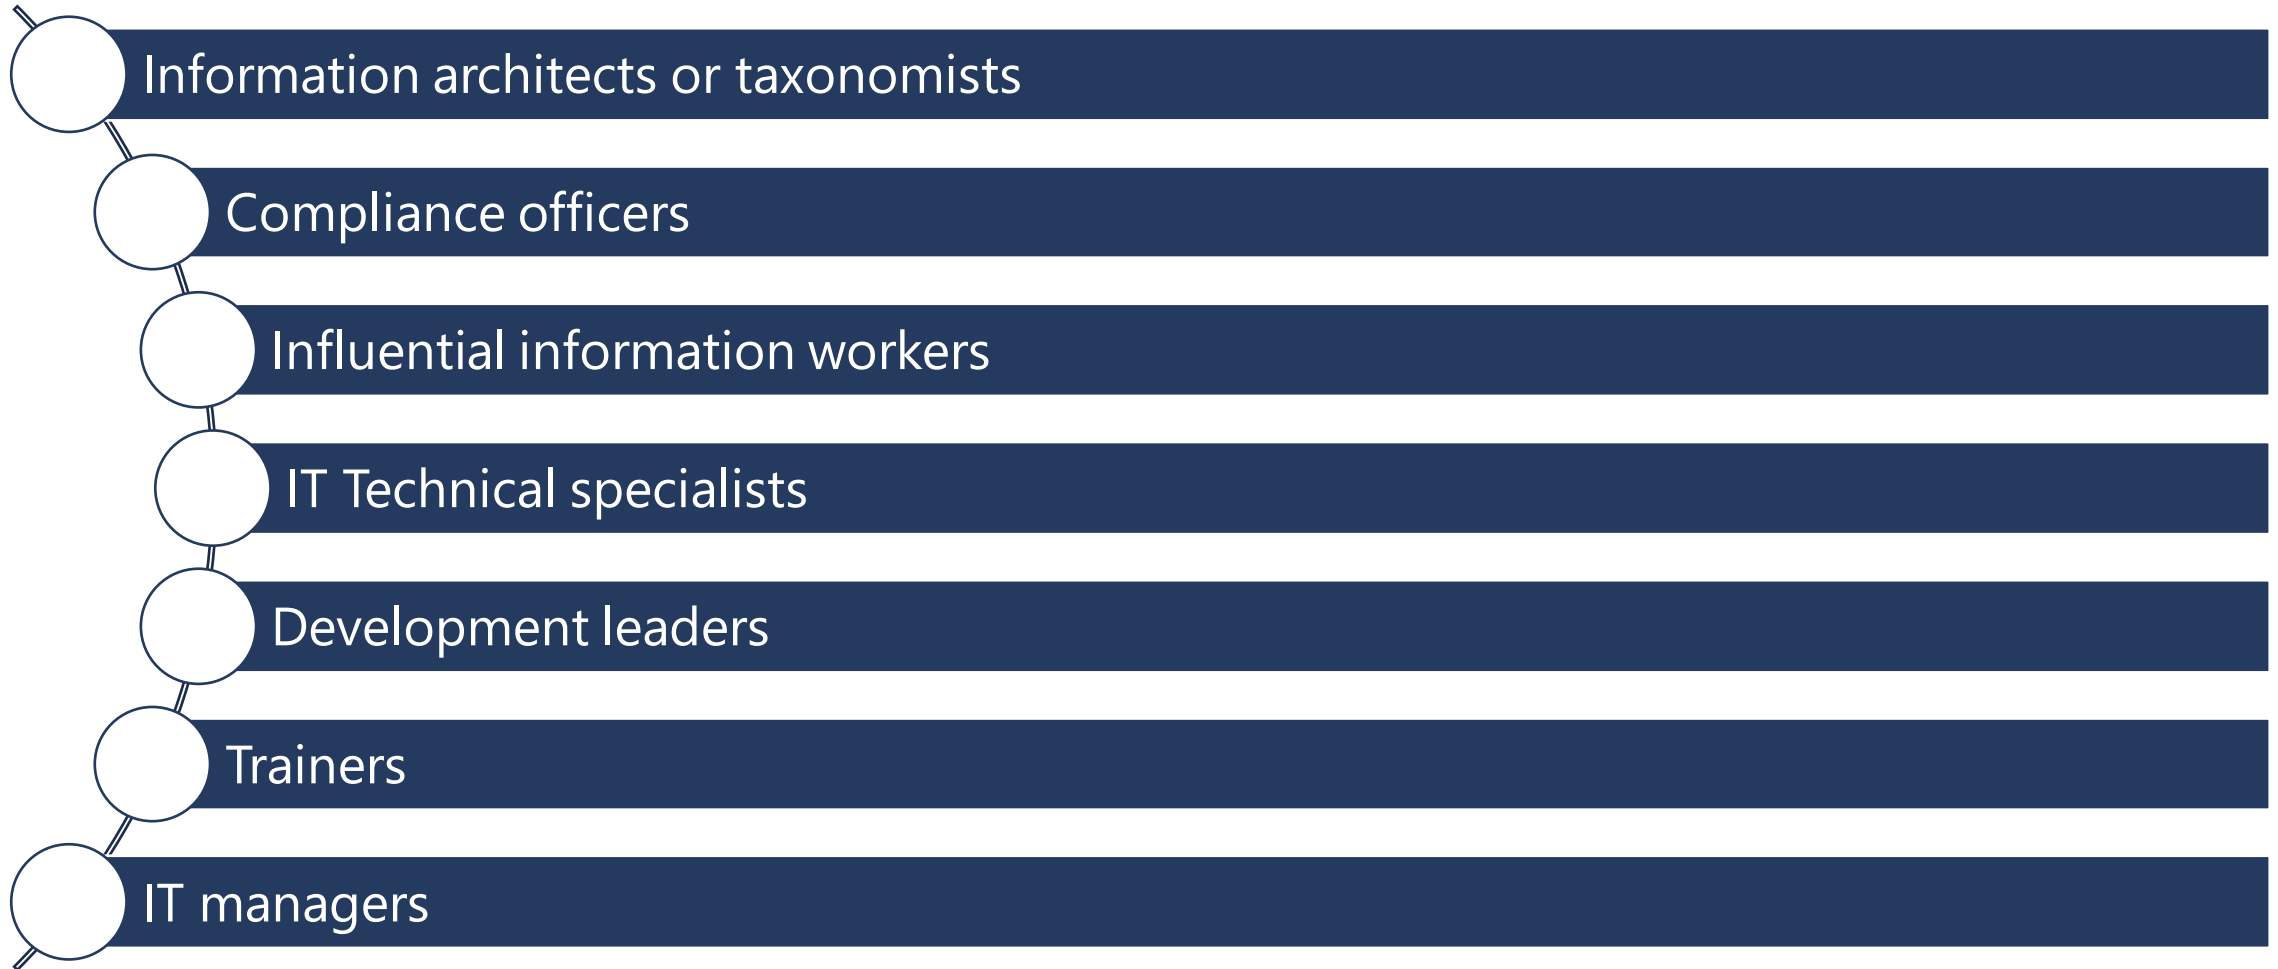 Information architects or taxonomists
Compliance officers
Influential information workers
IT Technical specialists
Development leaders
Trainers
IT managers